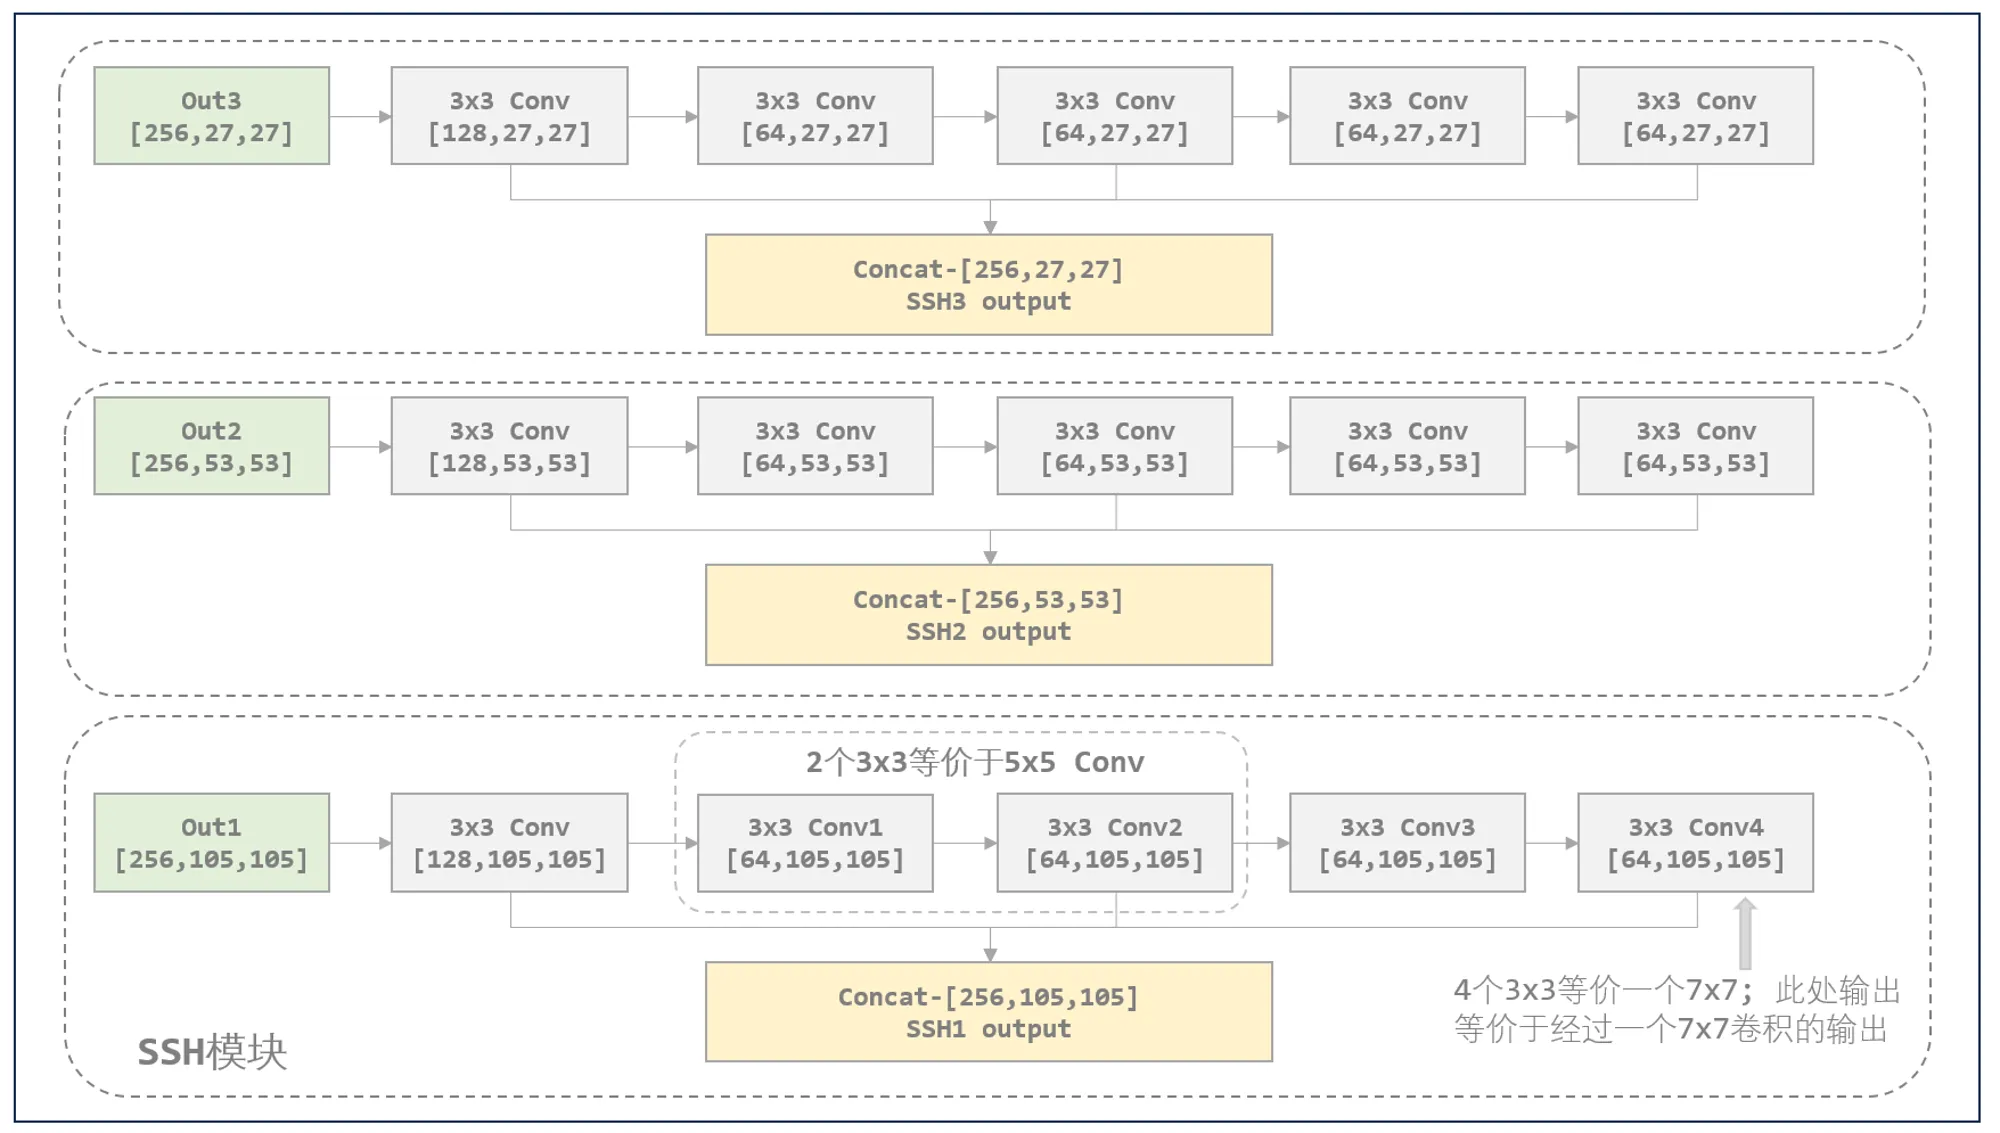 Out3
[256,27,27]
3x3 Conv
[128,27,27]
3x3 Conv
[64,27,27]
3x3 Conv
[64,27,27]
3x3 Conv
[64,27,27]
3x3 Conv
[64,27,27]
Concat-[256,27,27]
SSH3 output
Out2
[256,53,53]
3x3 Conv
[128,53,53]
3x3 Conv
[64,53,53]
3x3 Conv
[64,53,53]
3x3 Conv
[64,53,53]
3x3 Conv
[64,53,53]
Concat-[256,53,53]
SSH2 output
2个3x3等价于5x5 Conv
Out1
[256,105,105]
3x3 Conv
[128,105,105]
3x3 Conv1
[64,105,105]
3x3 Conv2
[64,105,105]
3x3 Conv3
[64,105,105]
3x3 Conv4
[64,105,105]
Concat-[256,105,105]
SSH1 output
4个3x3等价一个7x7; 此处输出
等价于经过一个7x7卷积的输出
SSH模块